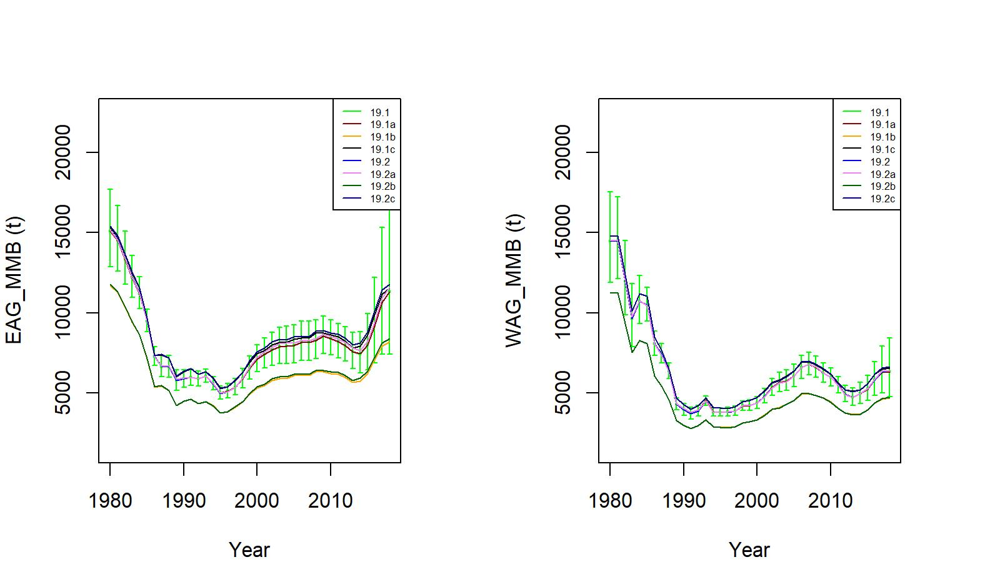 EAG_MMB (t)
20000
15000
10000
5000
1980 1990 2000 2010
Year
19.1
19.1a
19.1b
19.1c
19.2
19.2a
19.2b
19.2c
WAG_MMB (t)
20000
15000
10000
5000
1980 1990 2000 2010
Year
19.1
19.1a
19.1b
19.1c
19.2
19.2a
19.2b
19.2c